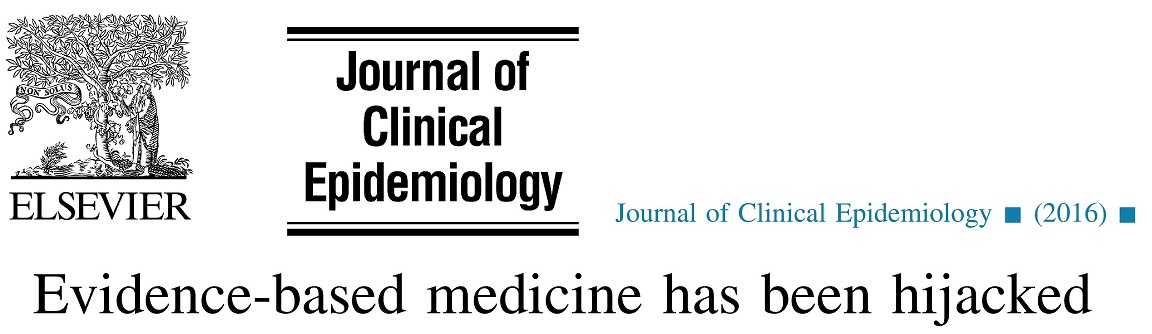 NON SOLUS
ELSEVIER
Journal of
Clinical
Epidemiology
Journal of Clinical Epidemiology ■ (2016) ■
Evidence-based medicine has been hijacked